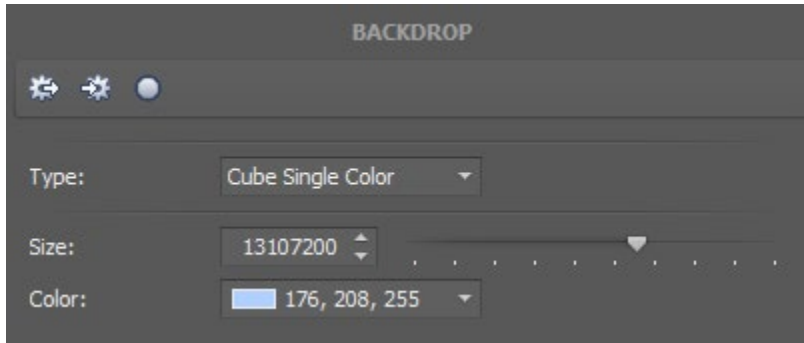 BACKDROP
Type: Cube Single Color
Size: 13107200
Color: 176, 208, 255